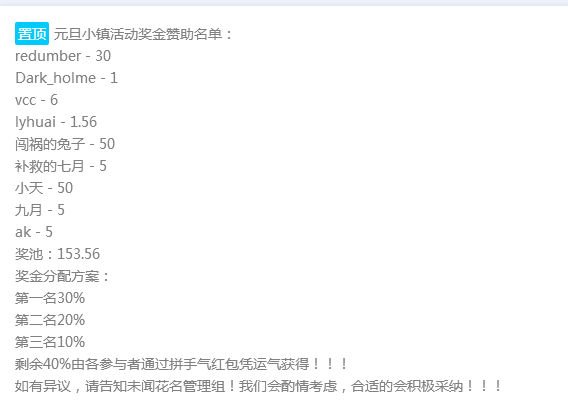 置顶 元旦小镇活动奖金赞助名单：
redumber - 30
Dark_holme - 1
vcc - 6
lyhuai - 1.56
闯祸的兔子 - 50
补救的七月 - 5
小天 - 50
九月 - 5
ak - 5
奖池：153.56
奖金分配方案：
第一名30%
第二名20%
第三名10%
剩余40%由各参与者通过拼手气红包凭运气获得！！！
如有异议，请告知未闻花名管理组！我们会酌情考虑，合适的会积极采纳！！！